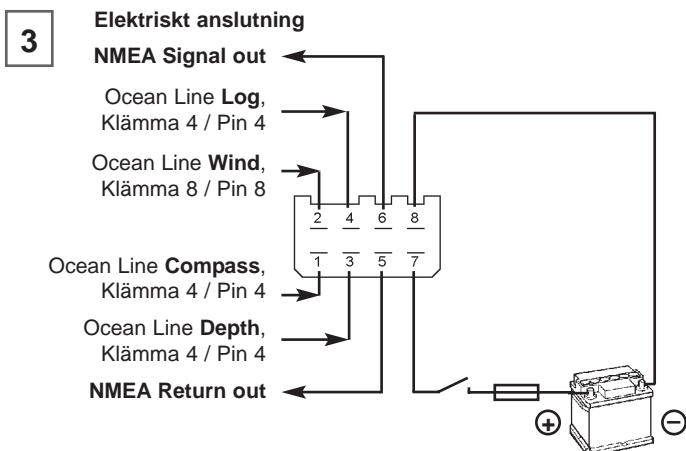 3
Elektriskt anslutning
NMEA Signal out
Ocean Line Log,
Klämma 4 / Pin 4
Ocean Line Wind,
Klämma 8 / Pin 8
2 4 6 8
1 3 5 7
Ocean Line Compass,
Klämma 4 / Pin 4
Ocean Line Depth,
Klämma 4 / Pin 4
NMEA Return out
+ −